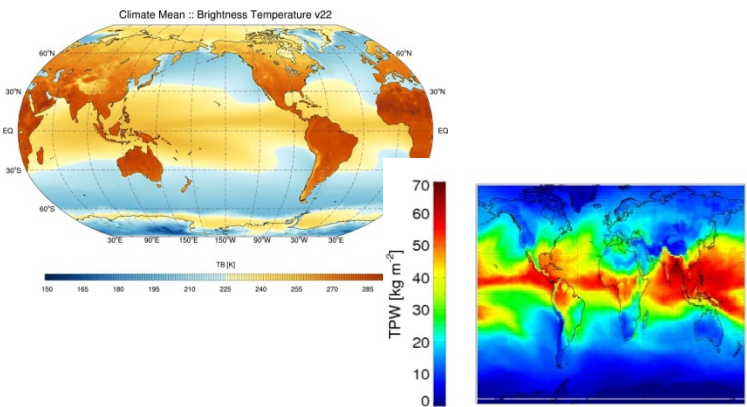 Climate Mean :: Brightness Temperature v22
60°N
60°N
30°N
30°N
EQ
EQ
30°S
60°S
30°E 90°E 150°E 150°W 90°W 30°W 30°E
TB [K]
150 165 180 195 210 225 240 255 270 285
TPW [kg m-2]
70
60
50
40
30
20
10
0